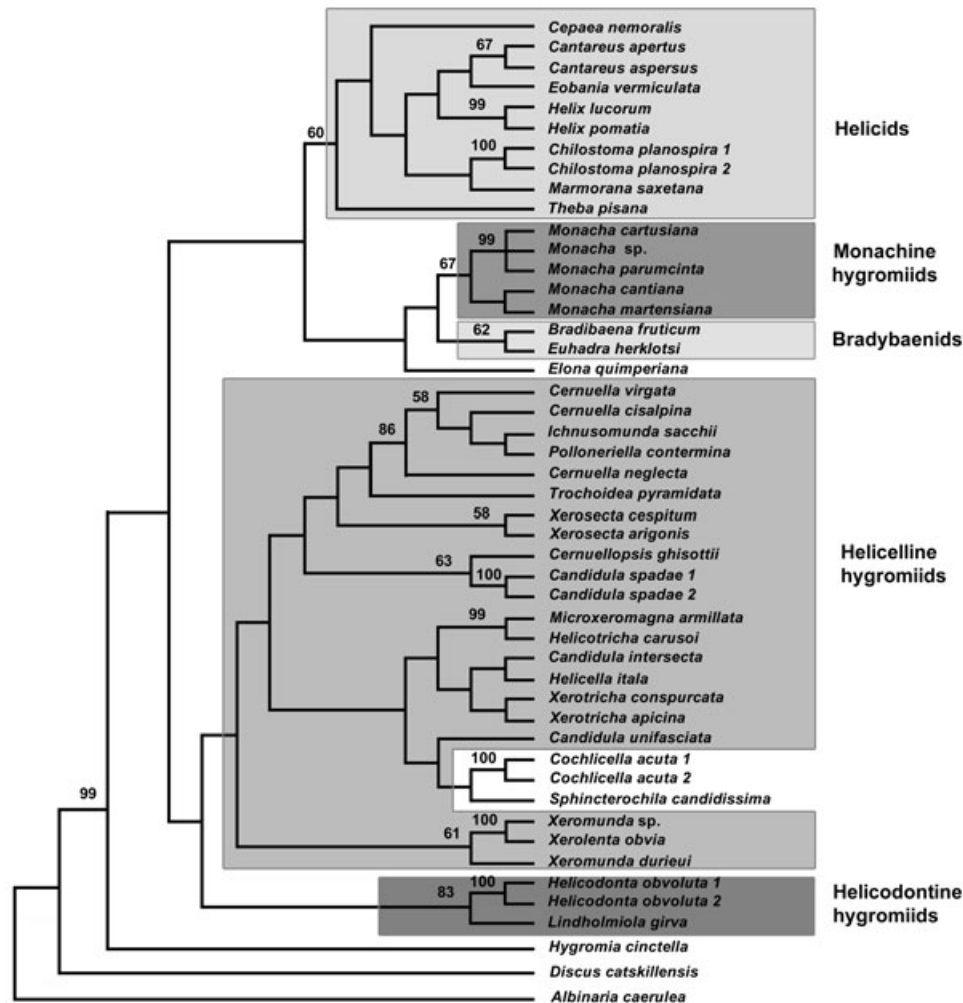 Cepaea nemoralis
67
Cantareus apertus
Cantareus aspersus
Eobania vermiculata
99
Helix lucorum
Helix pomatia
Helicids
60
100
Chilostoma planospira 1
Chilostoma planospira 2
Marmorana saxetana
Theba pisana
Monacha cartusiana
99
Monacha sp.
Monachine
hygromiids
67
Monacha parumcinta
Monacha cantiana
Monacha martensiana
62
Bradibaena fruticum
Bradybaenids
Euhadra herklotsi
Elona quimperiana
Cernuella virgata
58
Cernuella cisalpina
86
Ichnusomunda sacchii
Polloneriella contermina
Cernuella neglecta
Trochoidea pyramidata
58
Xerosecta cespitum
Xerosecta arigonis
Helicelline
hygromiids
63
Cernuellopsis ghisottii
100
Candidula spadae 1
Candidula spadae 2
99
Microxeromagna armillata
Helicotricha carusoi
Candidula intersecta
Helicella itala
Xerotricha conspurcata
Xerotricha apicina
Candidula unifasciata
100
Cochlicella acuta 1
Cochlicella acuta 2
Sphincterochila candidissima
99
100
Xeromunda sp.
61
Xerolenta obvia
Xeromunda durieui
100
Helicodonta obvoluta 1
83
Helicodonta obvoluta 2
Helicodontine
hygromiids
Lindholmiola girva
Hygromia cinctella
Discus catskillensis
Albinaria caerulea